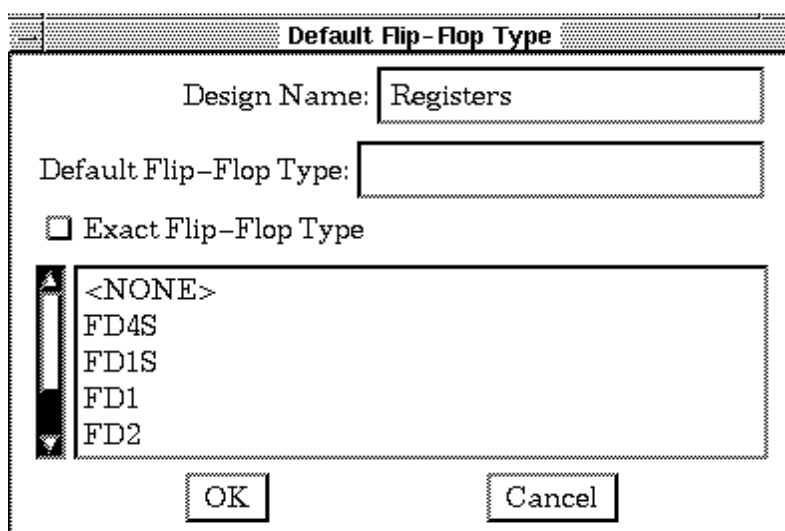 Default Flip-Flop Type
Design Name: Registers
Default Flip-Flop Type:
Exact Flip-Flop Type
<NONE>
FD4S
FD1S
FD1
FD2
OK Cancel